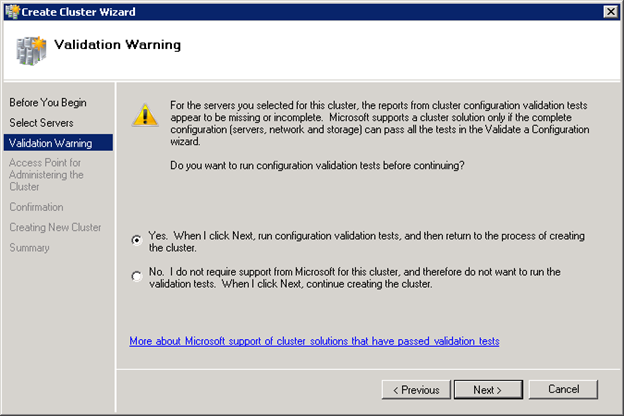 Create Cluster Wizard
Validation Warning
Before You Begin
Select Servers
Validation Warning
Access Point for
Administering the
Cluster
Confirmation
Creating New Cluster
Summary
For the servers you selected for this cluster, the reports from cluster configuration validation tests
appear to be missing or incomplete.  Microsoft supports a cluster solution only if the complete
configuration (servers, network and storage) can pass all the tests in the Validate a Configuration
wizard.
Do you want to run configuration validation tests before continuing?
Yes.  When I click Next, run configuration validation tests, and then return to the process of creating
the cluster.
No.  I do not require support from Microsoft for this cluster, and therefore do not want to run the
validation tests.  When I click Next, continue creating the cluster.
More about Microsoft support of cluster solutions that have passed validation tests
< Previous
Next >
Cancel